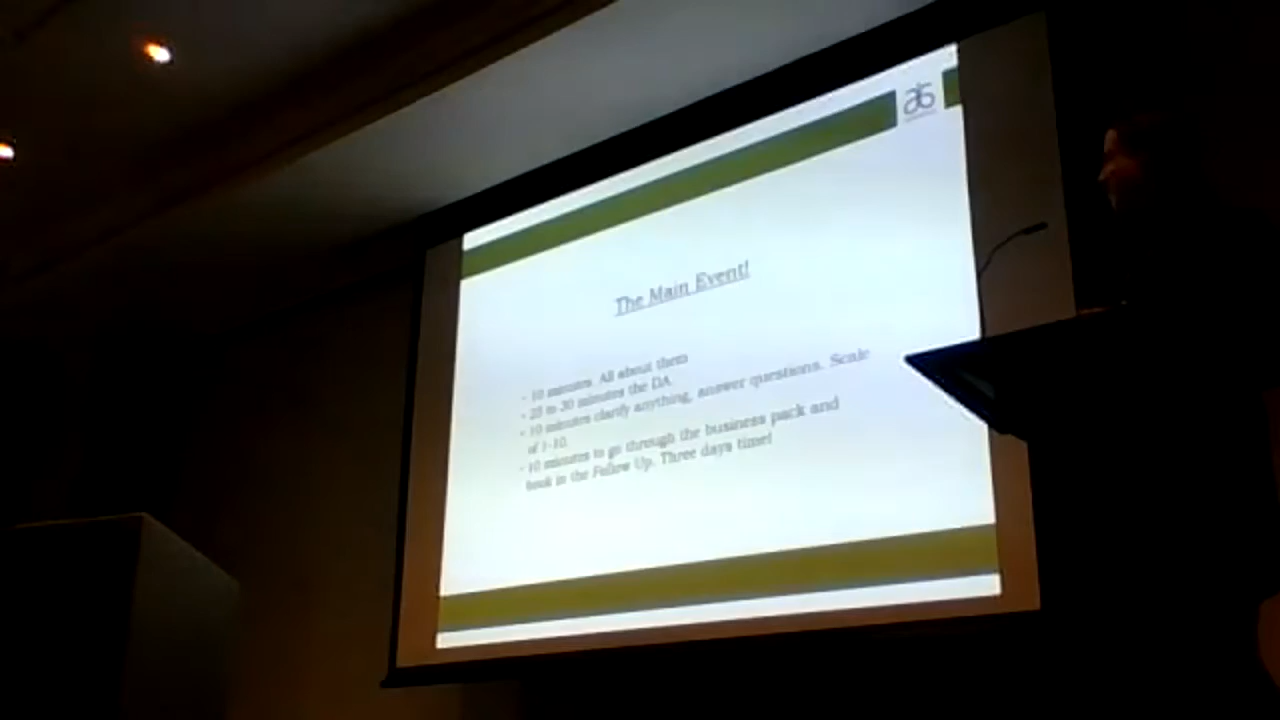 The Main Event!
- 10 minutes. All about them
- 25 to 30 minutes the DA
- 10 minutes clarify anything, answer questions. Scale
of 1-10.
- 10 minutes to go through the business pack and
book in the Follow Up. Three days time!